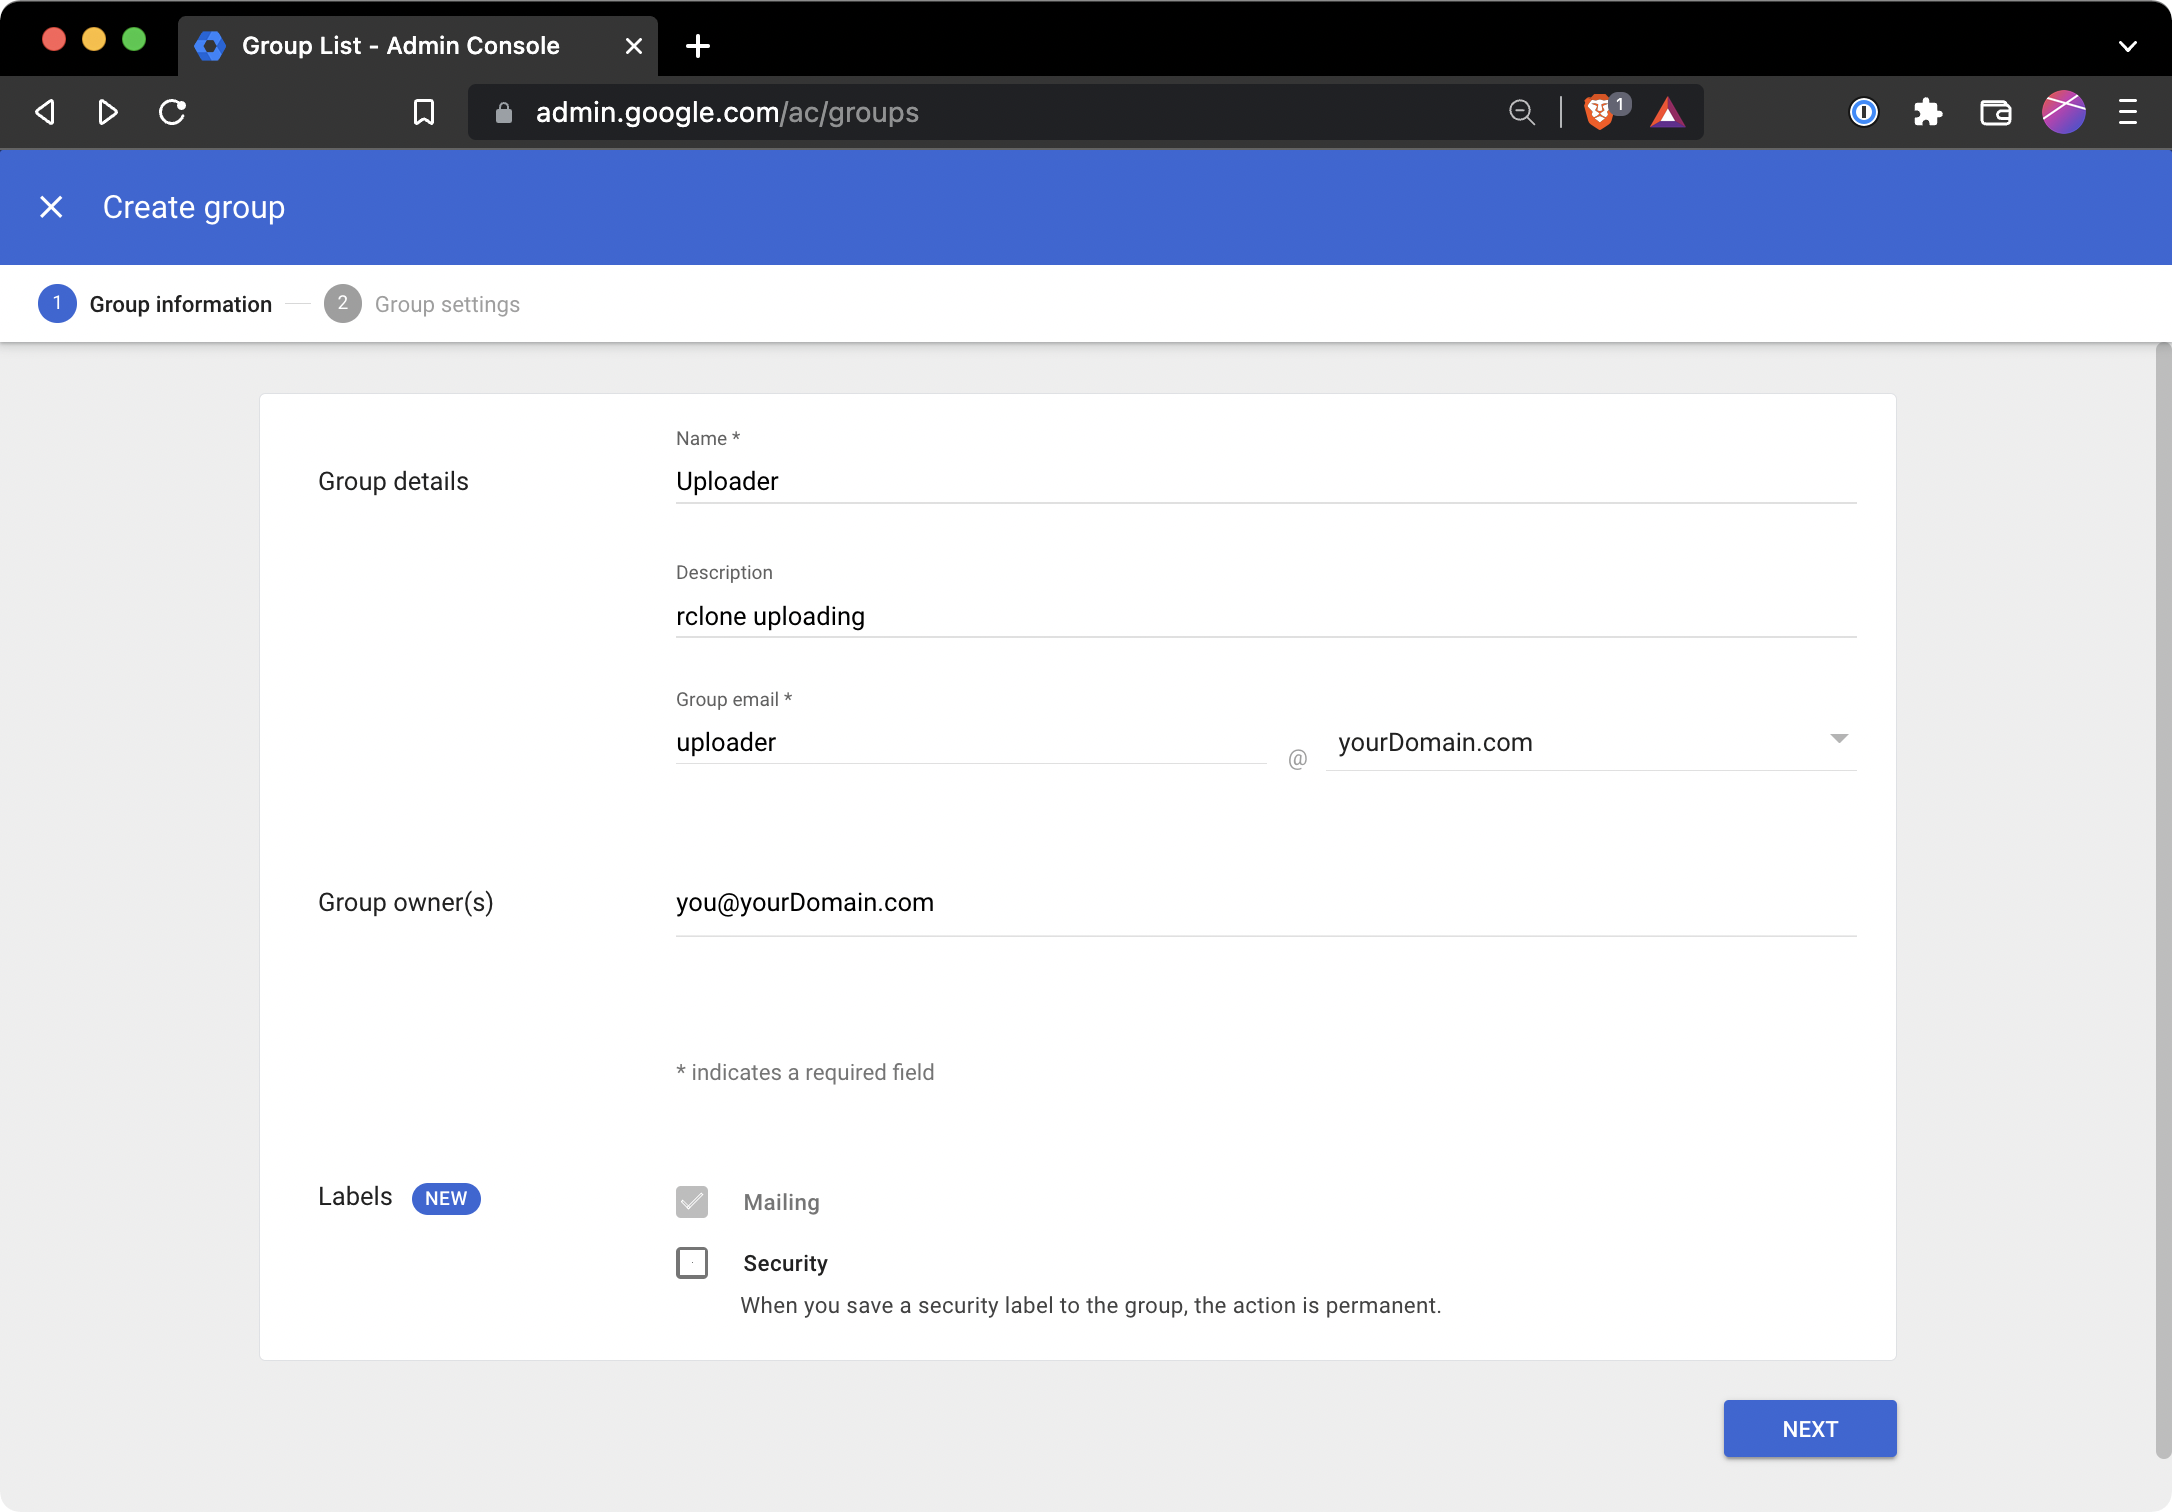 Group List - Admin Console
admin.google.com/ac/groups
1
Create group
1 Group information
2 Group settings
Name *
Group details
Uploader
Description
rclone uploading
Group email *
uploader @ yourDomain.com
Group owner(s)
you@yourDomain.com
* indicates a required field
Labels NEW
Mailing
Security
When you save a security label to the group, the action is permanent.
NEXT